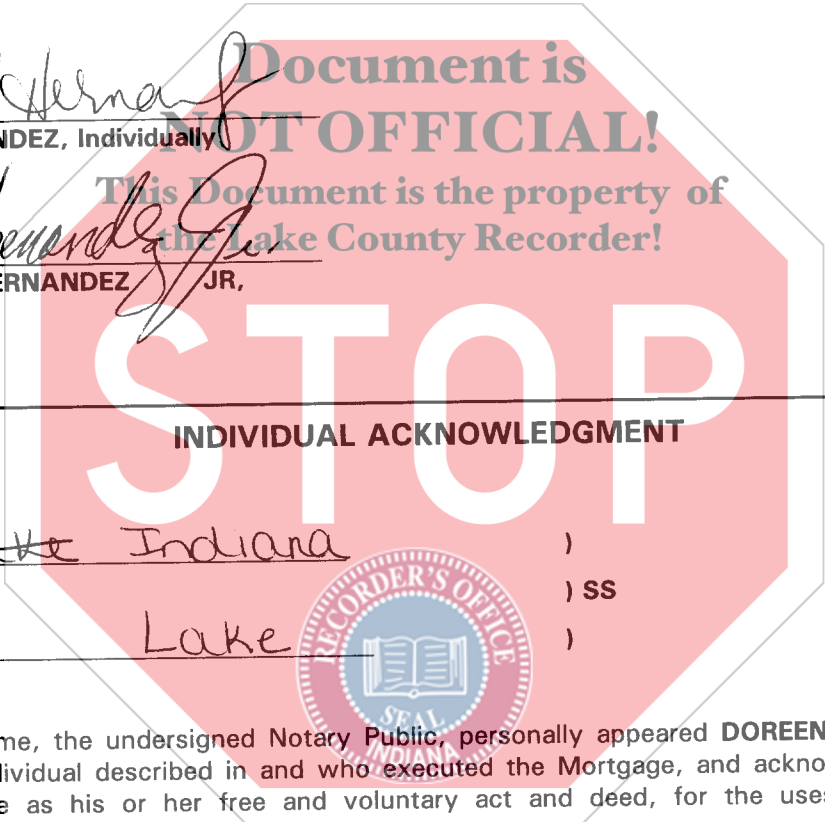 Document is
Hernandez
NDEZ, Individually
NOT OFFICIAL!
This Document is the property of
ernandez Jr.
the Lake County Recorder!
ERNANDEZ JR,
STOP
INDIVIDUAL ACKNOWLEDGMENT
Indiana )
) SS
Lake )
RECORDER'S OFFICE
SEAL
INDIANA
me, the undersigned Notary Public, personally appeared DOREEN
dividual described in and who executed the Mortgage, and ackno
e as his or her free and voluntary act and deed, for the uses